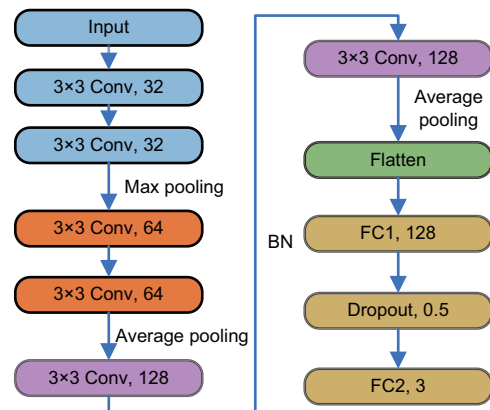 Input
3×3 Conv, 32
3×3 Conv, 32
Max pooling
3×3 Conv, 64
3×3 Conv, 64
Average pooling
3×3 Conv, 128
BN
3×3 Conv, 128
Average
pooling
Flatten
FC1, 128
Dropout, 0.5
FC2, 3